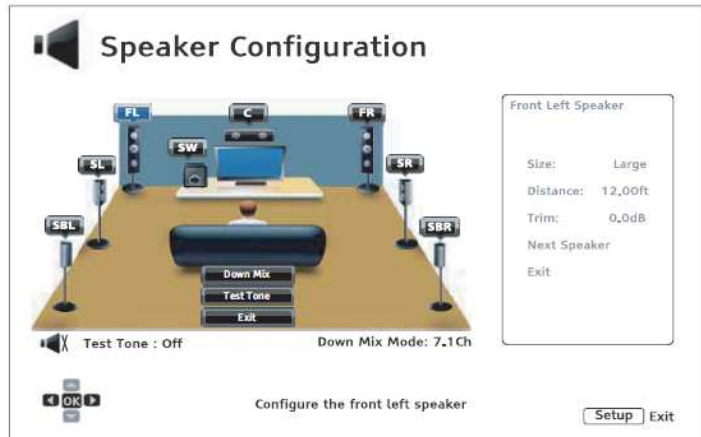 Speaker Configuration
FL
C
FR
SW
SL
SR
SBL
SBR
Down Mix
Test Tone
Exit
Test Tone : Off
Down Mix Mode: 7.1Ch
Front Left Speaker
Size: Large
Distance: 12.00ft
Trim: 0.0dB
Next Speaker
Exit
OK
Configure the front left speaker
Setup Exit